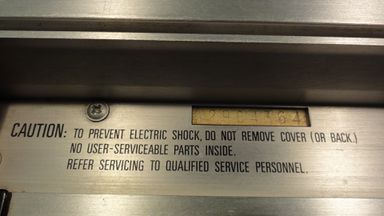 CAUTION: TO PREVENT ELECTRIC SHOCK, DO NOT REMOVE COVER (OR BACK.)
NO USER-SERVICEABLE PARTS INSIDE.
REFER SERVICING TO QUALIFIED SERVICE PERSONNEL.